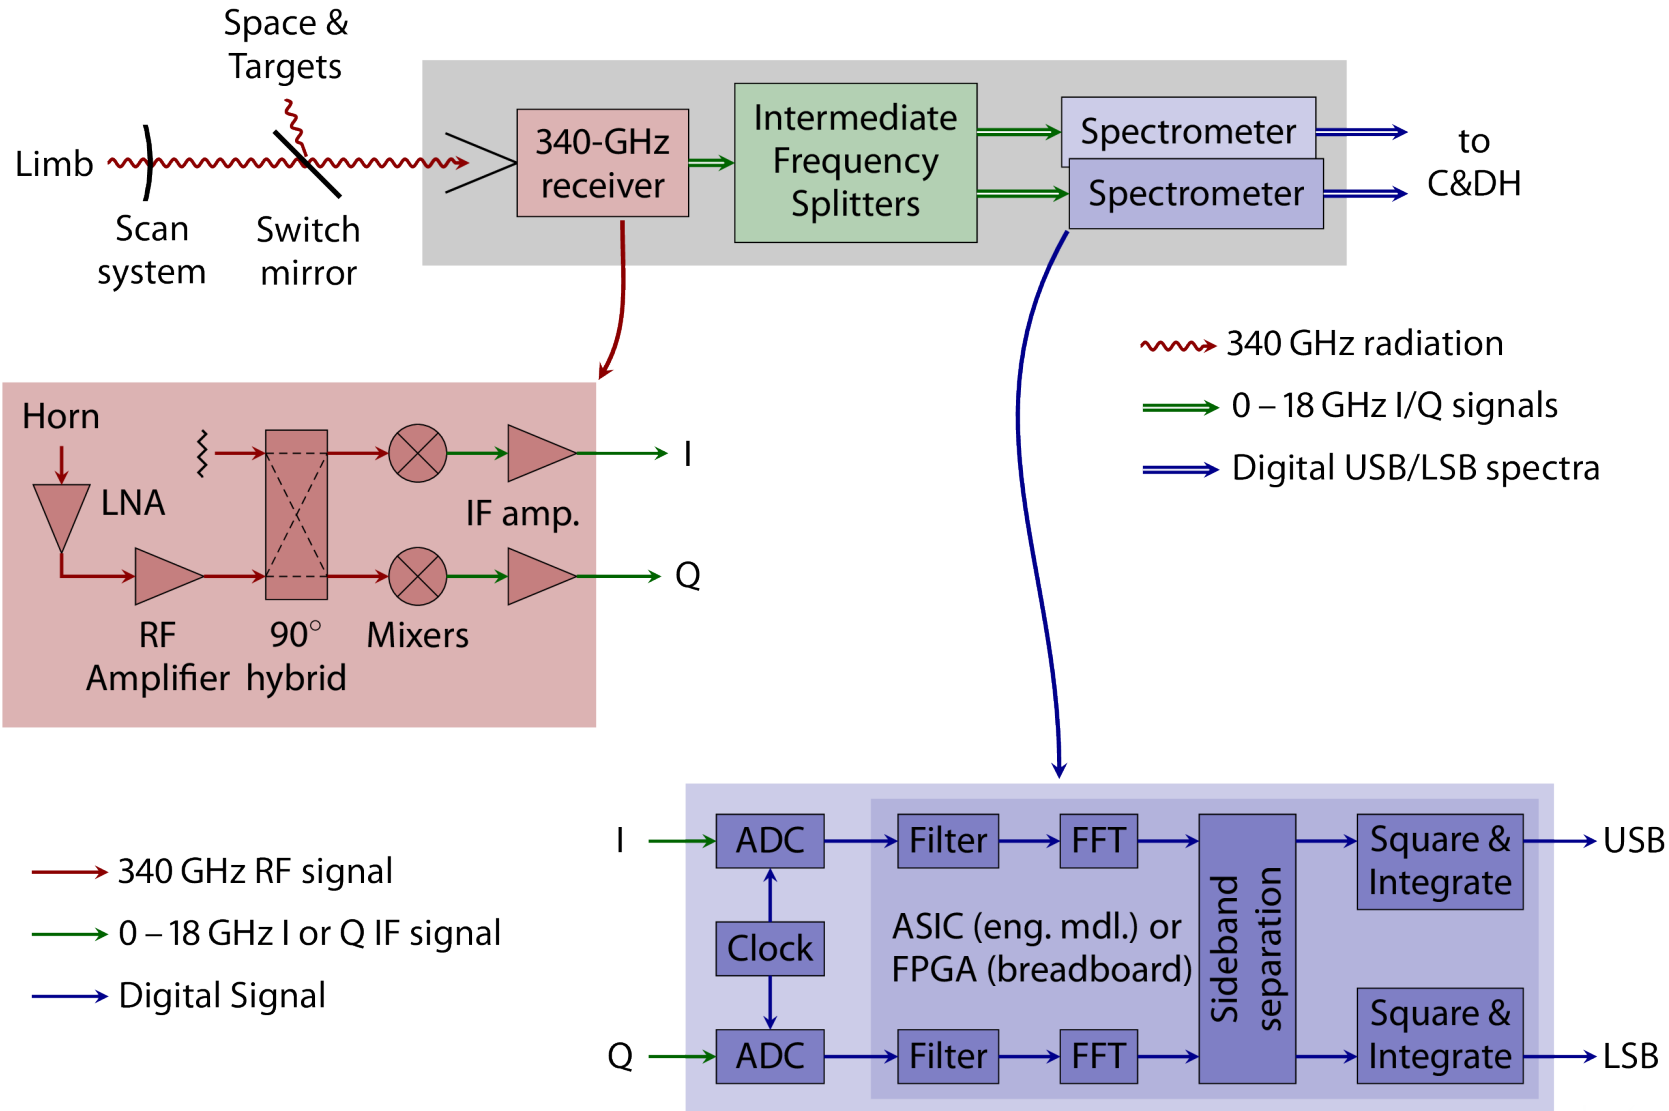 Space &
Targets
Limb
Scan
system
Switch
mirror
340-GHz
receiver
Intermediate
Frequency
Splitters
Spectrometer
Spectrometer
to
C&DH
340 GHz radiation
0 – 18 GHz I/Q signals
Digital USB/LSB spectra
Horn
LNA
RF
Amplifier
90°
hybrid
Mixers
IF amp.
I
Q
340 GHz RF signal
0 – 18 GHz I or Q IF signal
Digital Signal
I
ADC
Filter
FFT
Square &
Integrate
USB
Clock
ASIC (eng. mdl.) or
FPGA (breadboard)
Sideband
separation
Q
ADC
Filter
FFT
Square &
Integrate
LSB